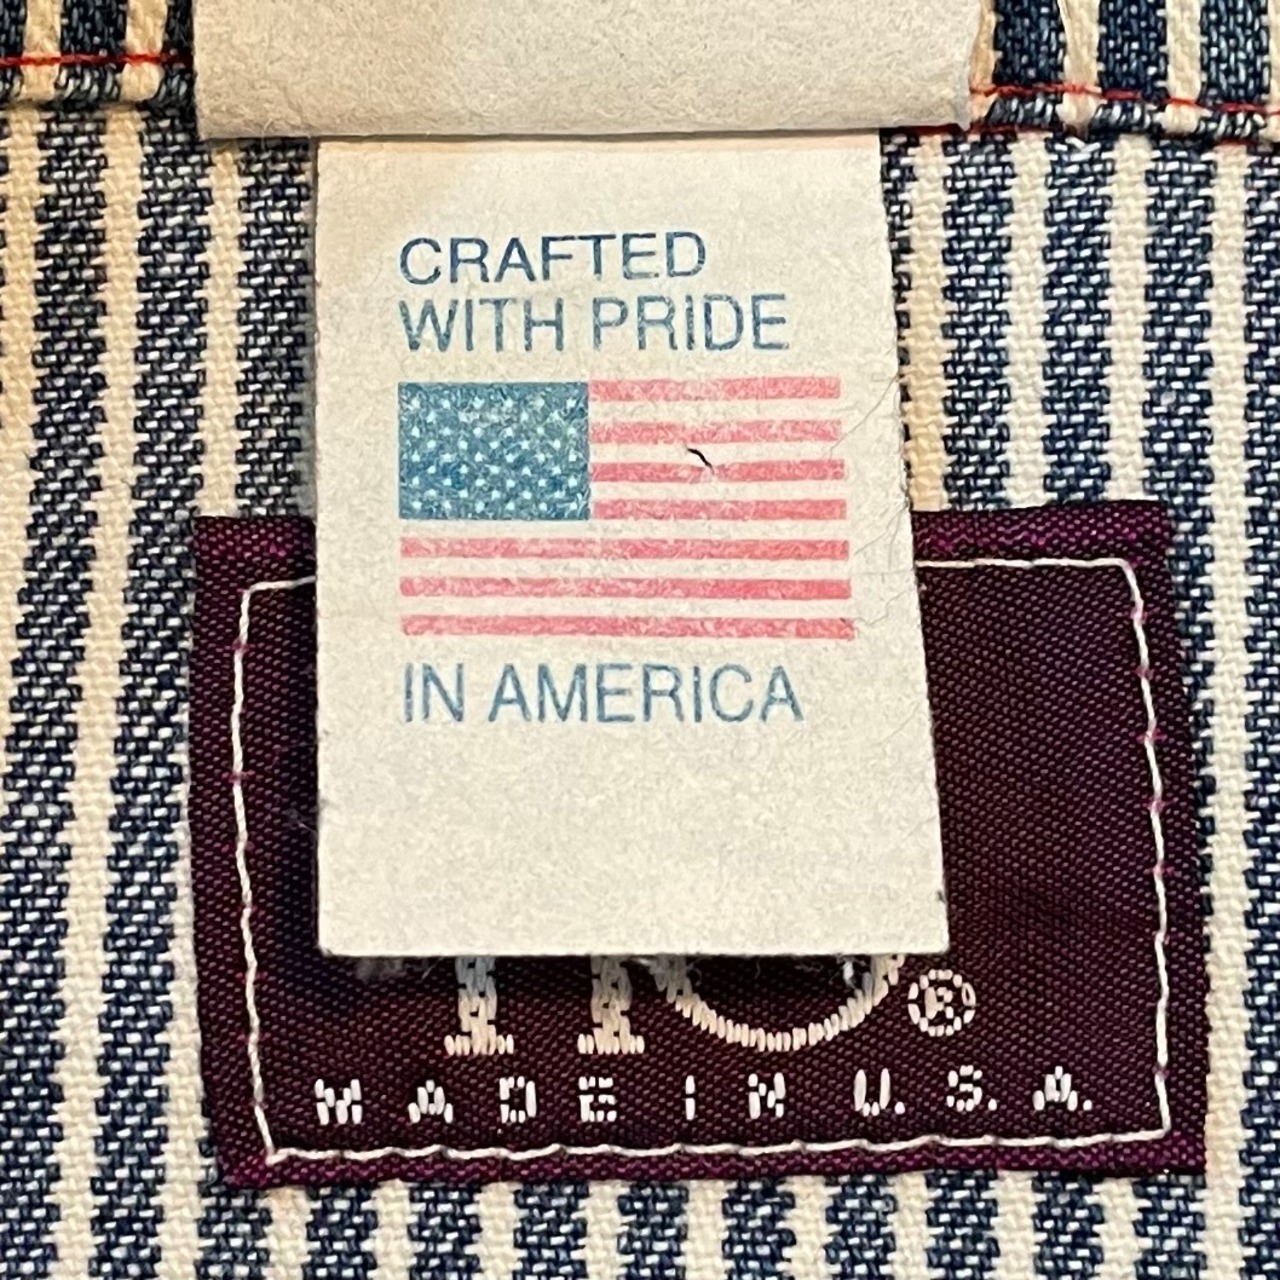 CRAFTED
WITH PRIDE
IN AMERICA
®
MADE IN U.S.A.